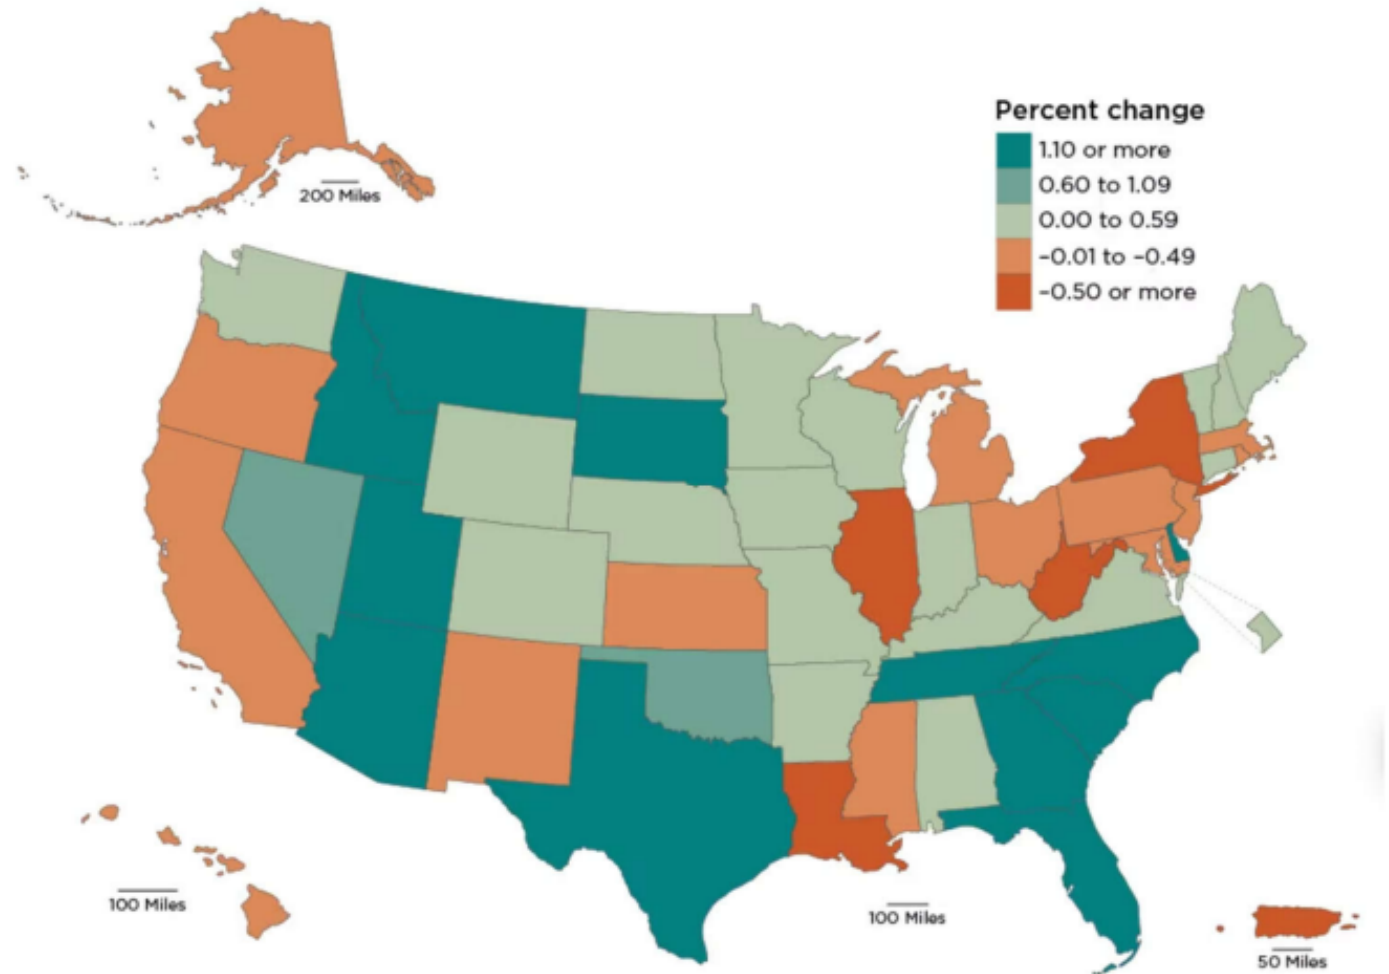 Percent change
1.10 or more
0.60 to 1.09
0.00 to 0.59
-0.01 to -0.49
-0.50 or more
200 Miles
100 Miles
100 Miles
50 Miles